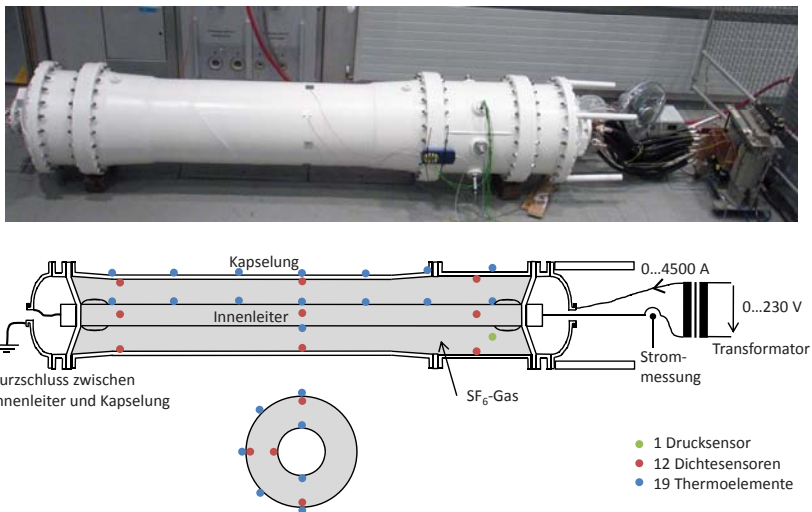 Kapselung
0...4500 A
Innenleiter
0...230 V
Strom-
messung
Transformator
urzschluss zwischen
nnenleiter und Kapselung
SF₆-Gas
1 Drucksensor
12 Dichtesensoren
19 Thermoelemente